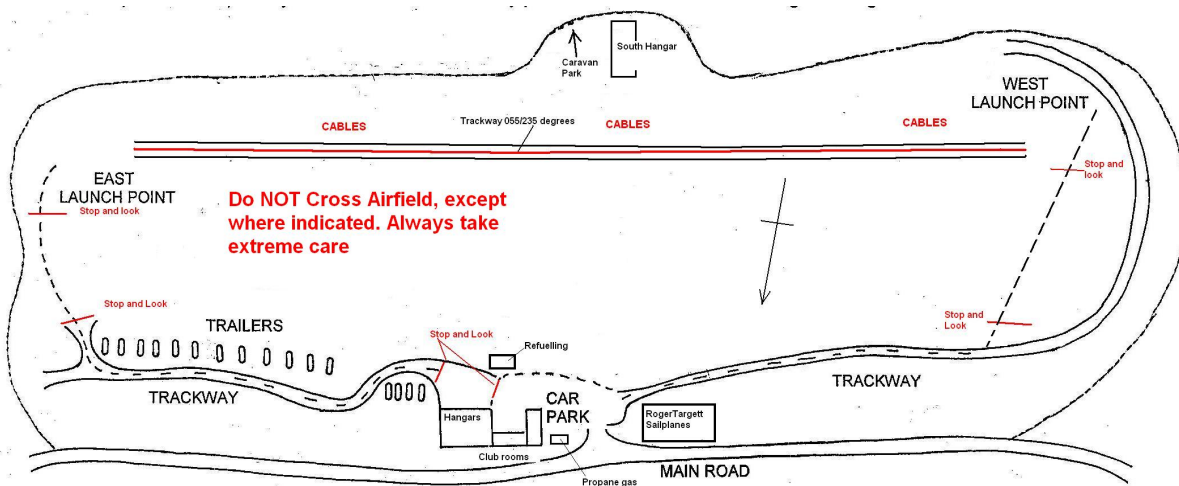 South Hangar
Caravan
Park
WEST
LAUNCH POINT
CABLES
Trackway 055/235 degrees
CABLES
CABLES
Stop and
look
EAST
LAUNCH POINT
Stop and look
Do NOT Cross Airfield, except
where indicated. Always take
extreme care
Stop and Look
TRAILERS
Stop and Look
Stop and
Look
Refuelling
TRACKWAY
TRACKWAY
CAR
PARK
Hangars
RogerTargett
Sailplanes
Club rooms
MAIN ROAD
Propane gas